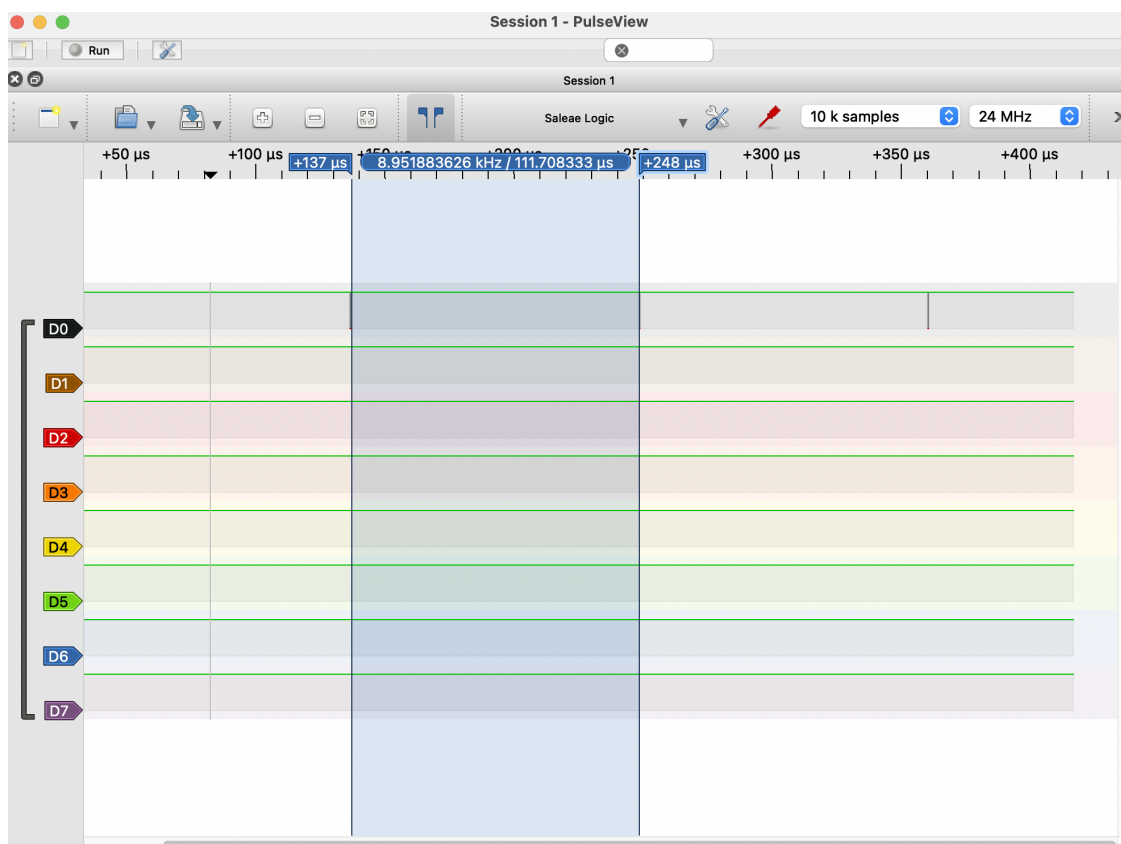 Session 1 - PulseView
Run
Session 1
Saleae Logic
10 k samples
24 MHz
+50 µs
+100 µs
+137 µs
8.951883626 kHz / 111.708333 µs
+248 µs
+300 µs
+350 µs
+400 µs
D0
D1
D2
D3
D4
D5
D6
D7